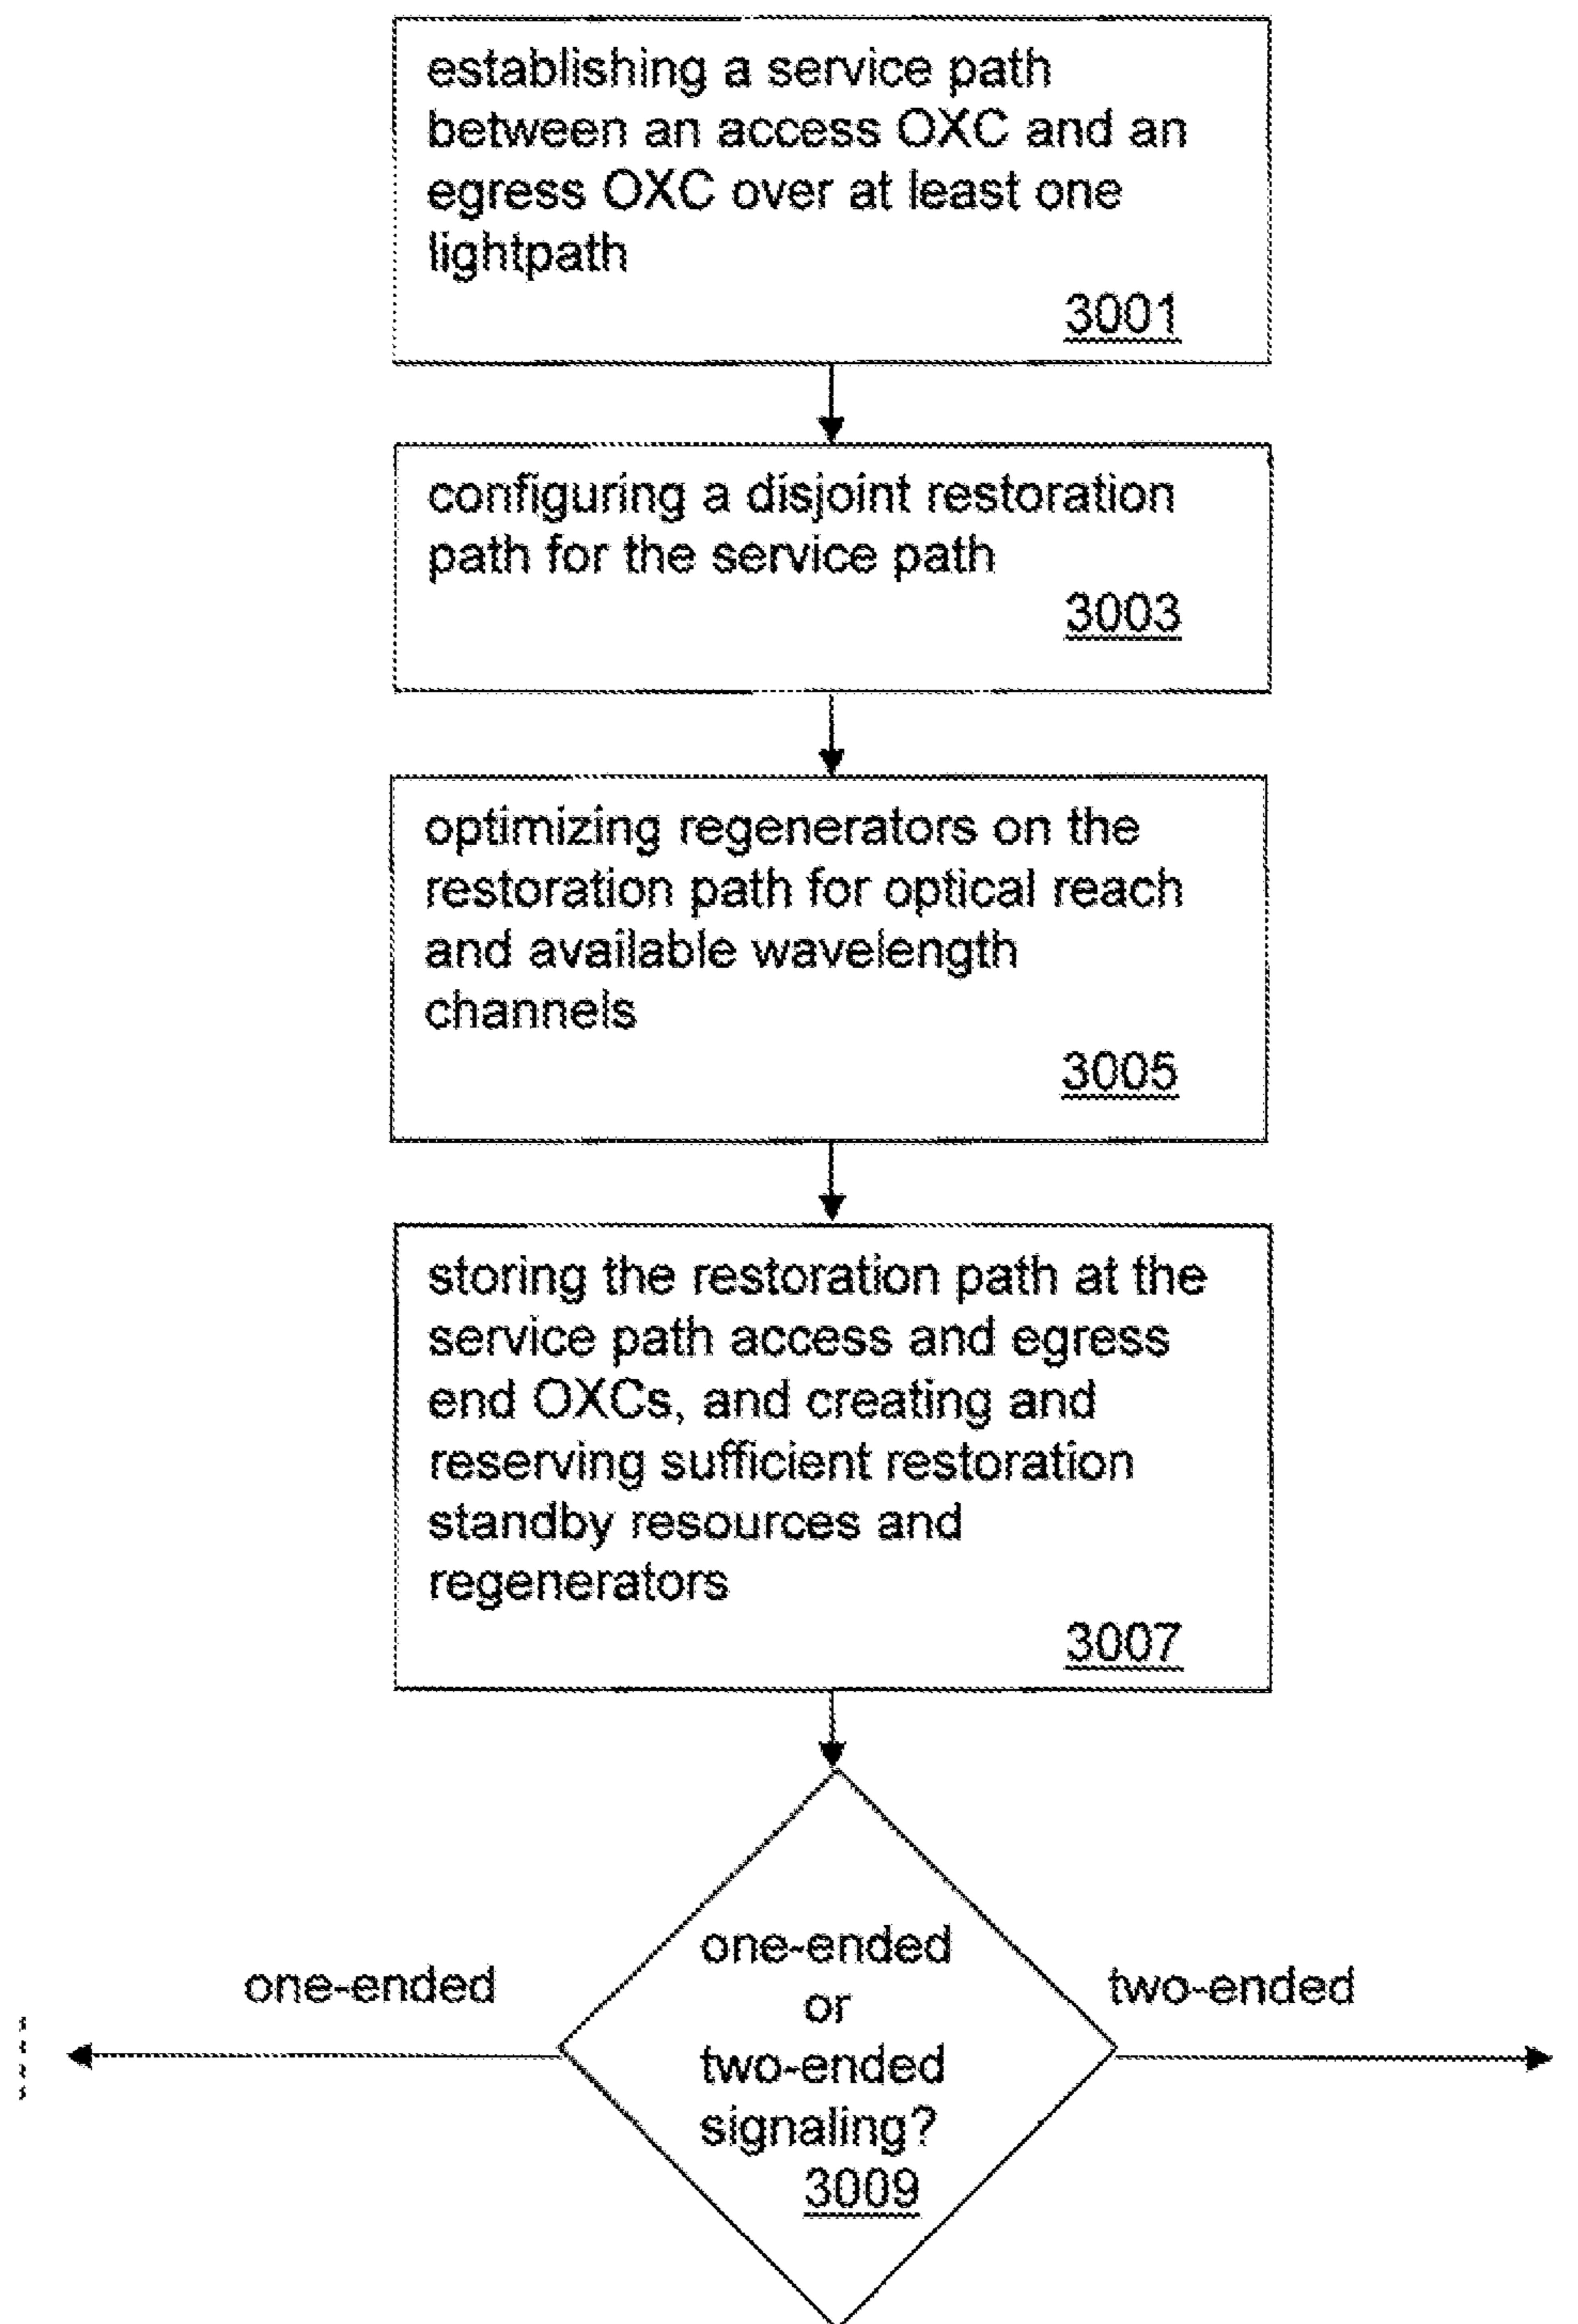 establishing a service path
between an access OXC and an
egress OXC over at least one
lightpath
3001
configuring a disjoint restoration
path for the service path
3003
optimizing regenerators on the
restoration path for optical reach
and available wavelength
channels
3005
storing the restoration path at the
service path access and egress
end OXCs, and creating and
reserving sufficient restoration
standby resources and
regenerators
3007
one-ended
one-ended
or
two-ended
signaling?
3009
two-ended